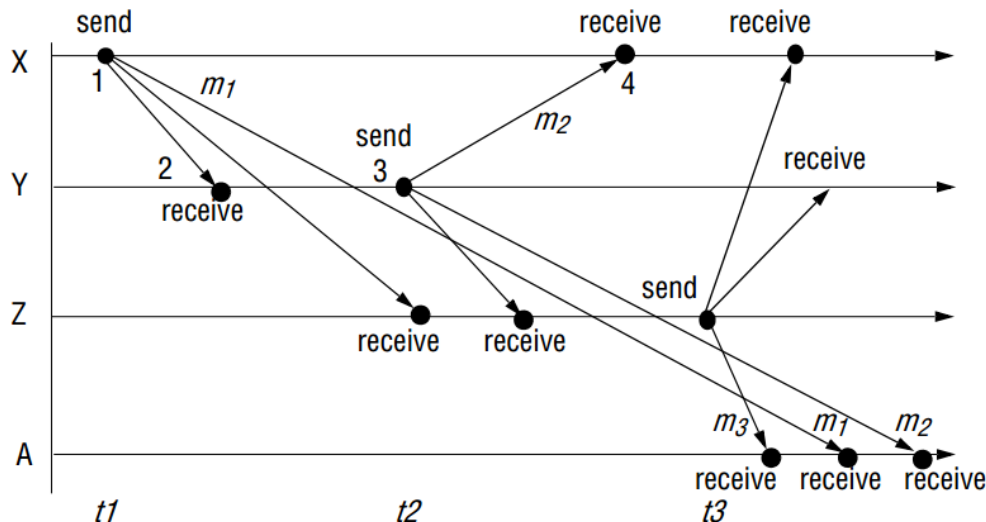 send
receive
receive
X
1
m1
4
m2
send
2
3
receive
Y
receive
send
Z
receive
receive
m3
m1
m2
A
receive
receive
receive
t1
t2
t3